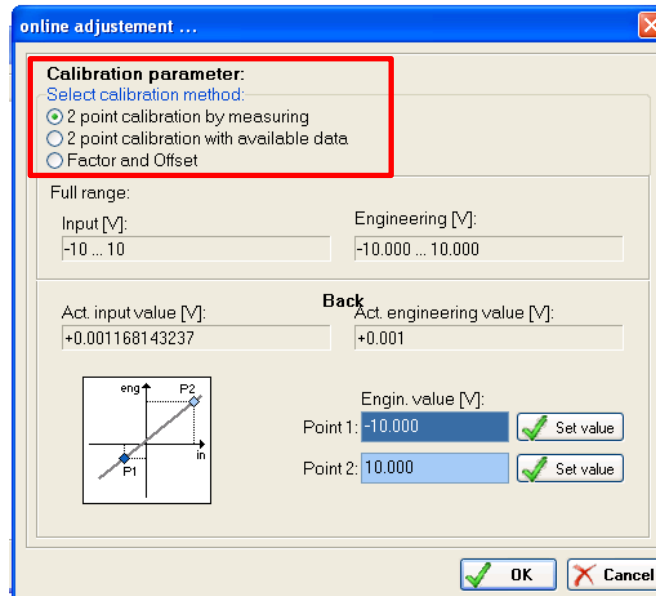 online adjustement ...
Calibration parameter:
Select calibration method:
2 point calibration by measuring
2 point calibration with available data
Factor and Offset
Full range:
Input [V]:
Engineering [V]:
-10 ... 10
-10.000 ... 10.000
Back
Act. input value [V]:
Act. engineering value [V]:
+0.001168143237
+0.001
eng
P2
P1
in
Engin. value [V]:
Point 1: -10.000 Set value
Point 2: 10.000 Set value
OK Cancel